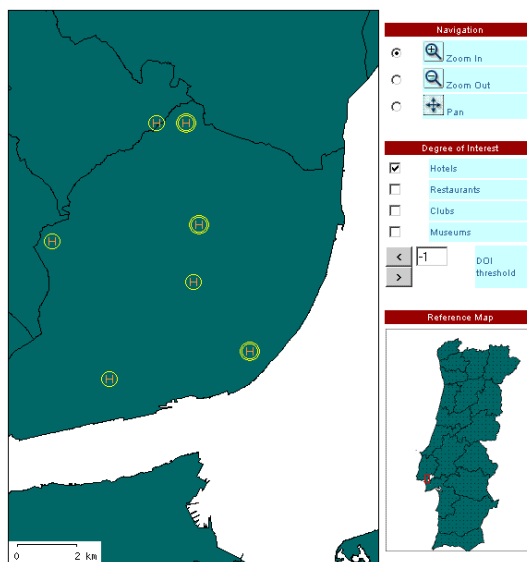 Navigation
Zoom In
Zoom Out
Pan
Degree of Interest
Hotels
Restaurants
Clubs
Museums
< -1 DOI
> threshold
Reference Map
H H
H
H
H
H
H
0 2 km